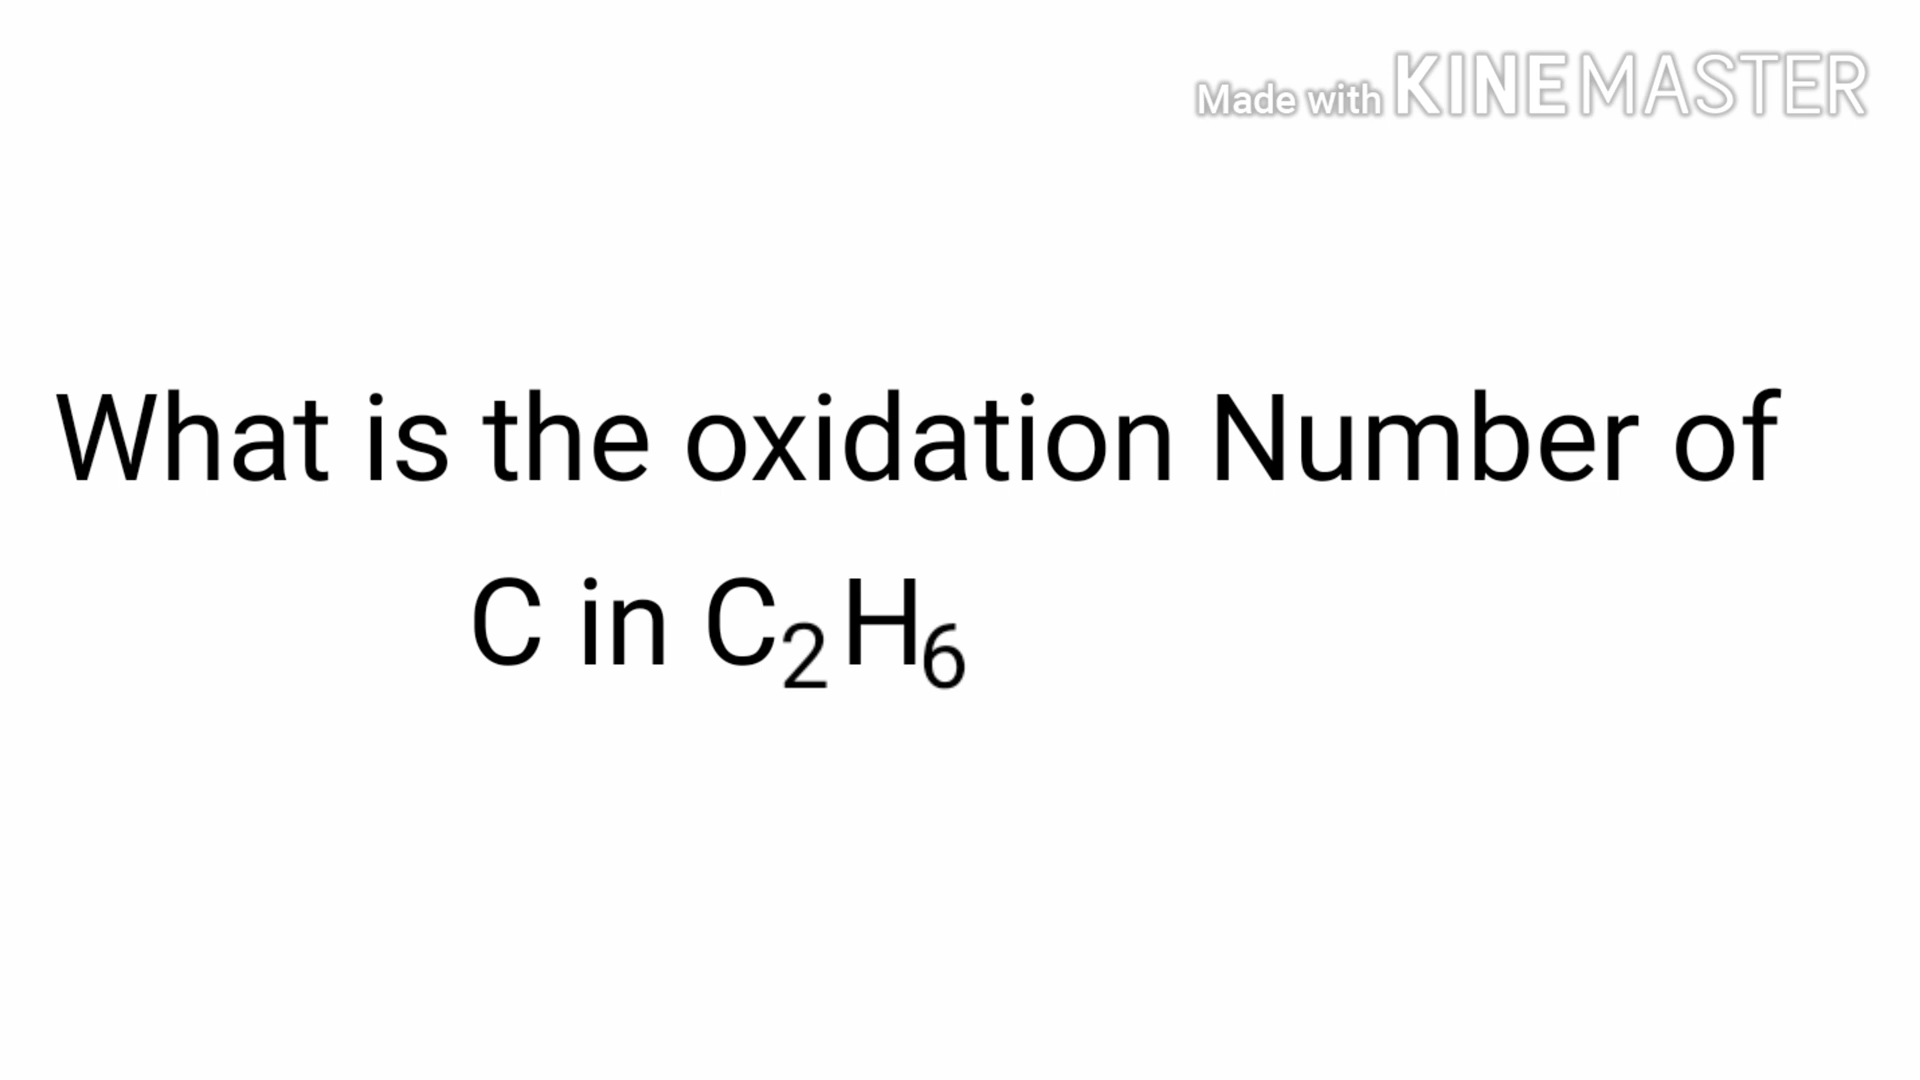 Made with KINEMASTER
What is the oxidation Number of
C in C₂H₆